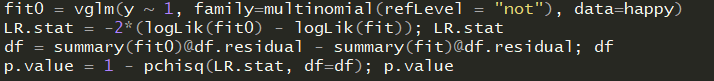 fit0 = vglm(y ~ 1, family=multinomial(refLevel = "not"), data=happy)
LR.stat = -2*(logLik(fit0) - logLik(fit)); LR.stat
df = summary(fit0)@df.residual - summary(fit)@df.residual; df
p.value = 1 - pchisq(LR.stat, df=df); p.value